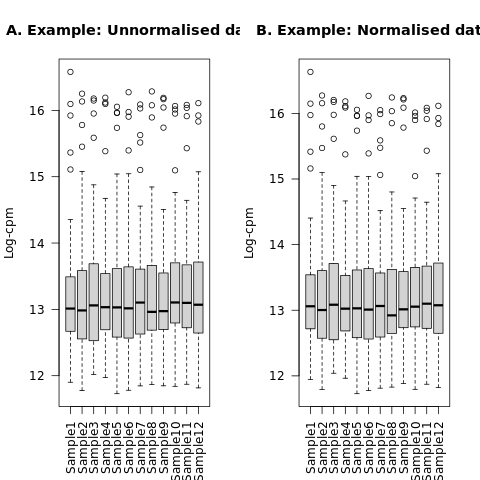 A. Example: Unnormalised da
B. Example: Normalised dat
Log-cpm
16
15
14
13
12
Sample1
Sample2
Sample3
Sample4
Sample5
Sample6
Sample7
Sample8
Sample9
Sample10
Sample11
Sample12
Log-cpm
16
15
14
13
12
Sample1
Sample2
Sample3
Sample4
Sample5
Sample6
Sample7
Sample8
Sample9
Sample10
Sample11
Sample12